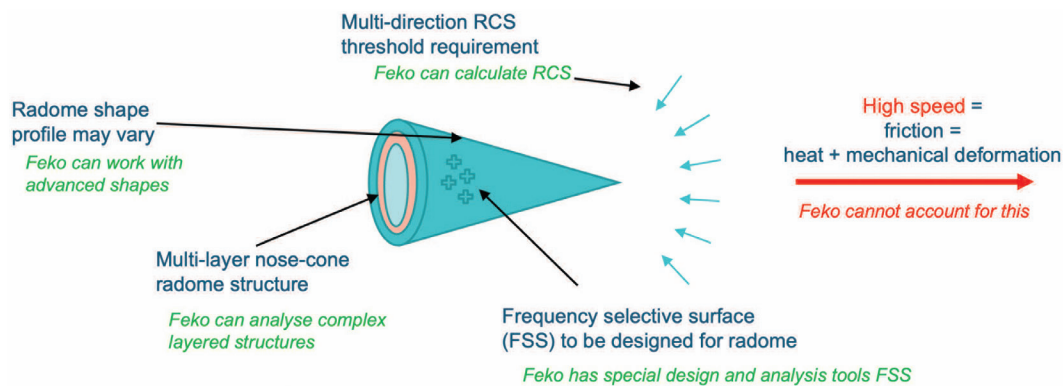 Multi-direction RCS
threshold requirement
Feko can calculate RCS
Radome shape
profile may vary
Feko can work with
advanced shapes
High speed =
friction =
heat + mechanical deformation
Feko cannot account for this
Multi-layer nose-cone
radome structure
Feko can analyse complex
layered structures
Frequency selective surface
(FSS) to be designed for radome
Feko has special design and analysis tools FSS